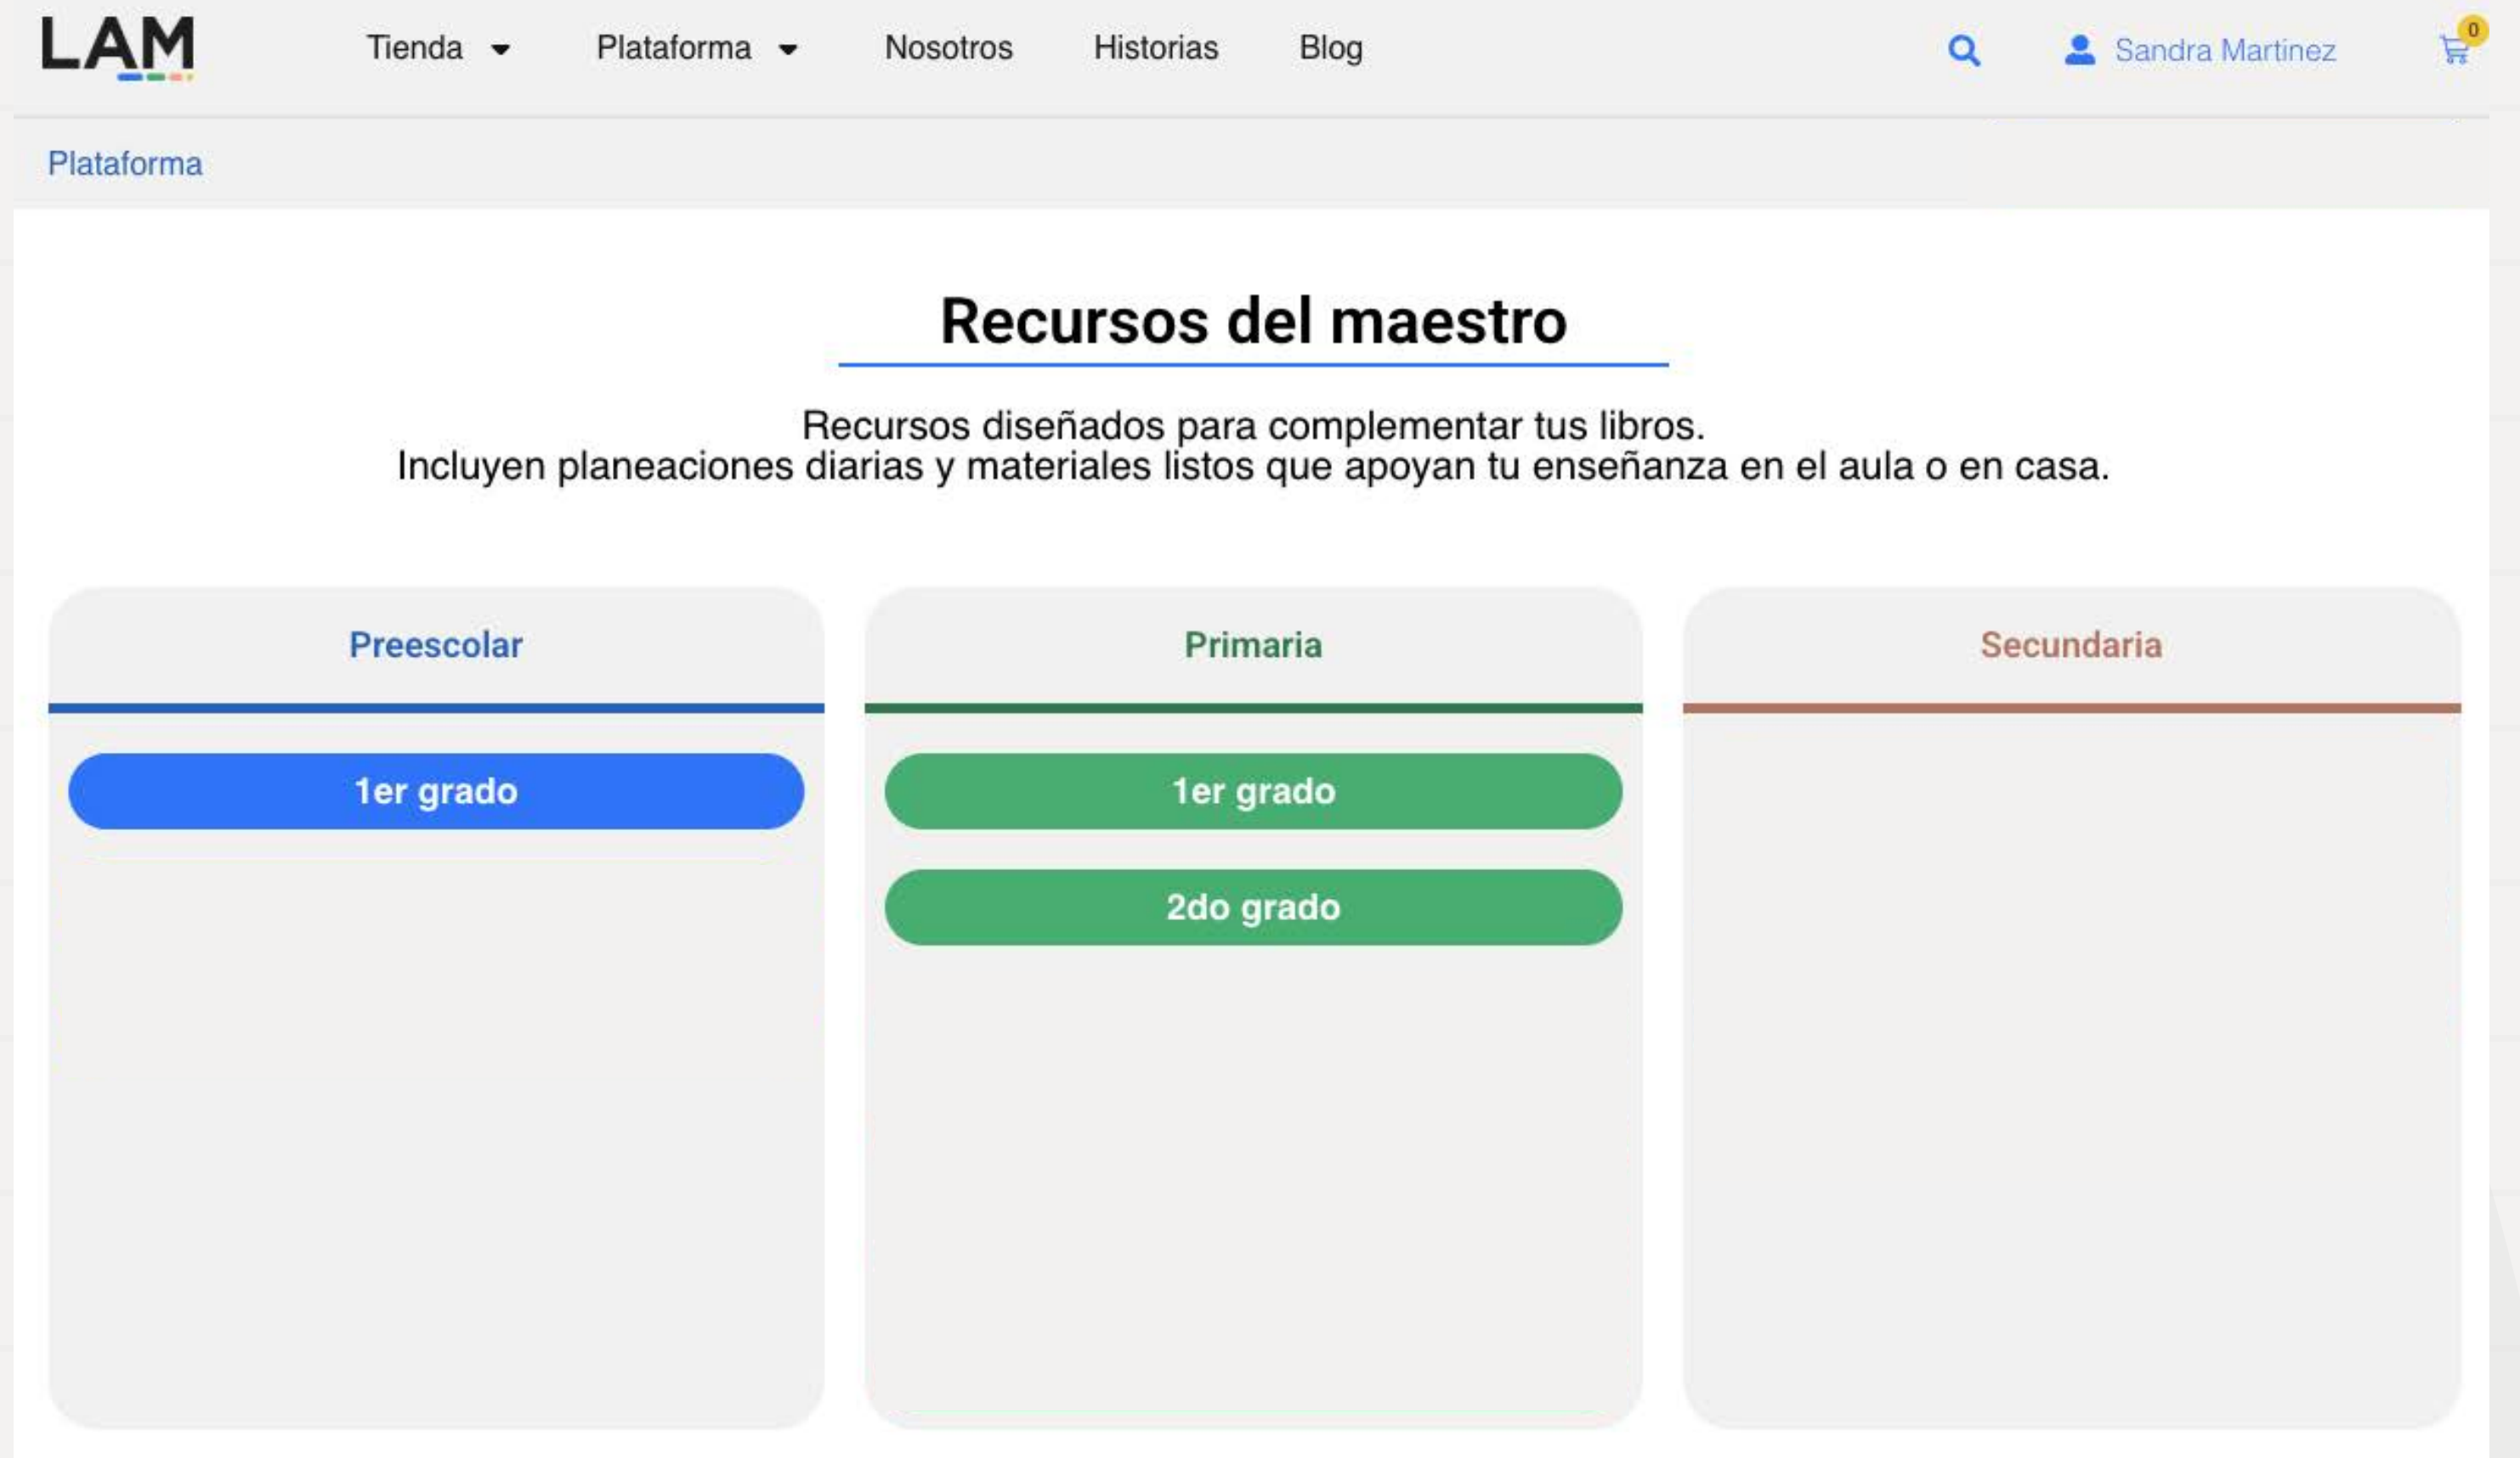 LAM
Tienda Plataforma Nosotros Historias Blog Sandra Martinez 0
Plataforma
Recursos del maestro
Recursos diseñados para complementar tus libros.
Incluyen planeaciones diarias y materiales listos que apoyan tu enseñanza en el aula o en casa.
Preescolar Primaria Secundaria
1er grado 1er grado
2do grado